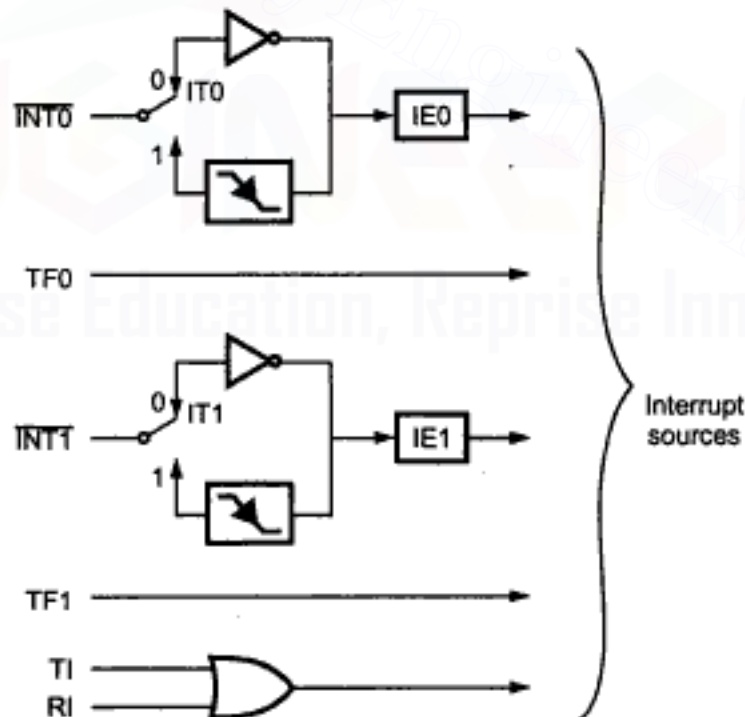 0
IT0
INT0
IE0
1
TF0
0
IT1
INT1
IE1
1
Interrupt
sources
TF1
TI
RI